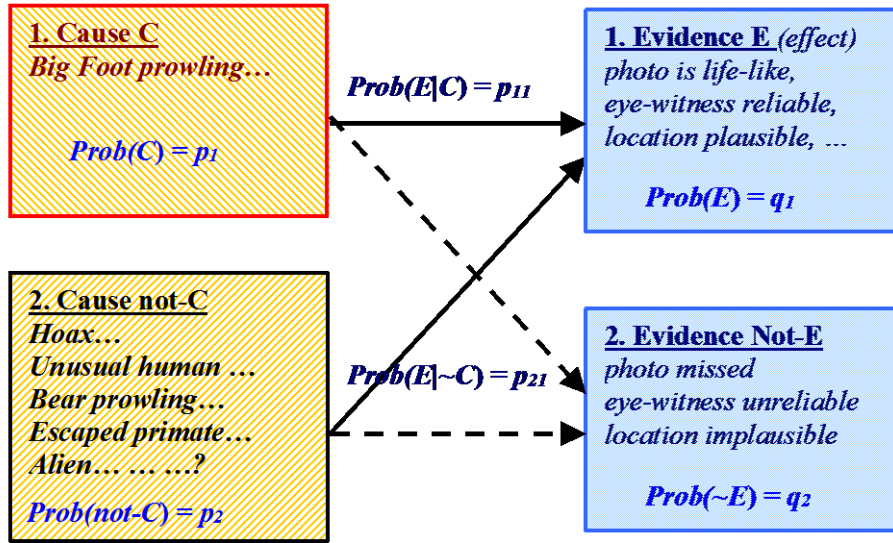 1. Cause C
Big Foot prowling…
Prob(C) = p1
Prob(E|C) = p11
1. Evidence E (effect)
photo is life-like,
eye-witness reliable,
location plausible, …
Prob(E) = q1
2. Cause not-C
Hoax…
Unusual human …
Bear prowling…
Escaped primate…
Alien… … …?
Prob(not-C) = p2
Prob(E|~C) = p21
2. Evidence Not-E
photo missed
eye-witness unreliable
location implausible
Prob(~E) = q2